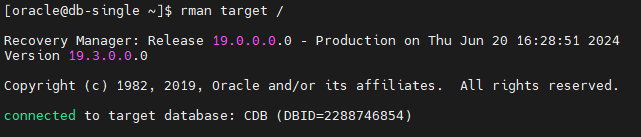 [oracle@db-single ~]$ rman target /
Recovery Manager: Release 19.0.0.0.0 - Production on Thu Jun 20 16:28:51 2024
Version 19.3.0.0.0
Copyright (c) 1982, 2019, Oracle and/or its affiliates.  All rights reserved.
connected to target database: CDB (DBID=2288746854)